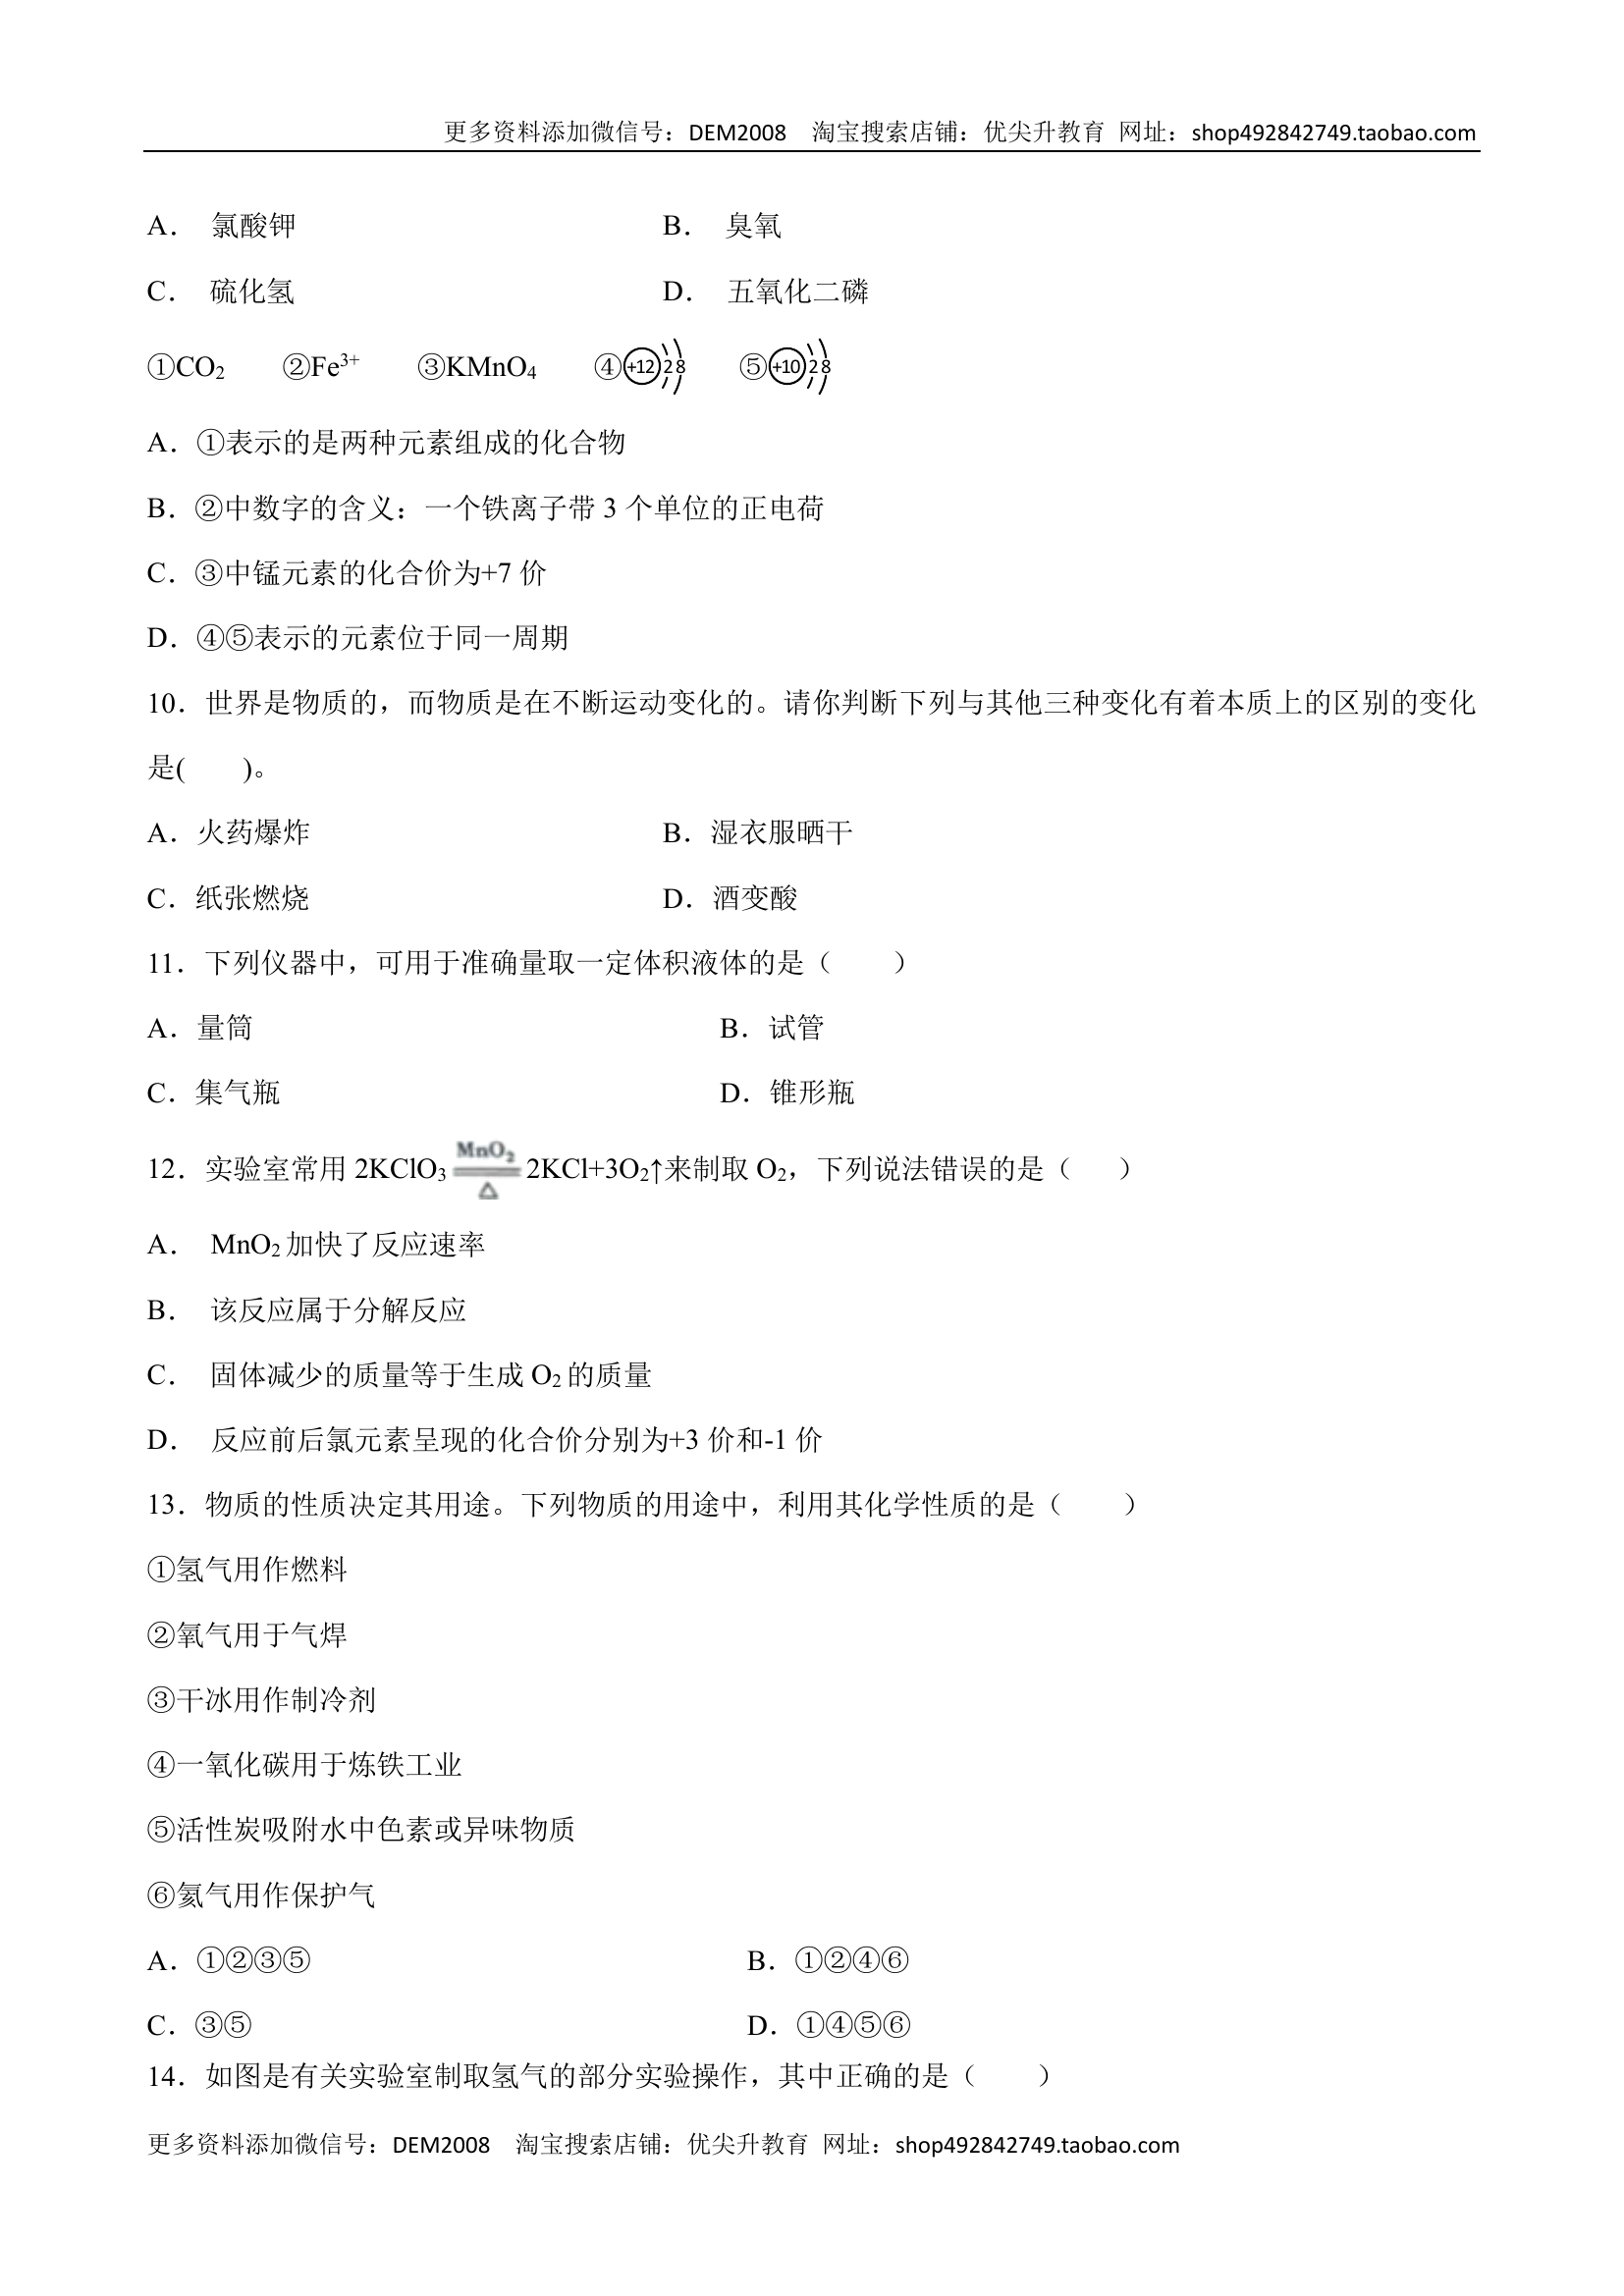 更多资料添加微信号：DEM2008 淘宝搜索店铺：优尖升教育 网址：shop492842749.taobao.com
A． 氯酸钾 B． 臭氧
C． 硫化氢 D． 五氧化二磷
①CO₂ ②Fe³⁺ ③KMnO₄ ④+12 2 8 ⑤+10 2 8
A．①表示的是两种元素组成的化合物
B．②中数字的含义：一个铁离子带 3 个单位的正电荷
C．③中锰元素的化合价为+7 价
D．④⑤表示的元素位于同一周期
10．世界是物质的，而物质是在不断运动变化的。请你判断下列与其他三种变化有着本质上的区别的变化
是( )。
A．火药爆炸 B．湿衣服晒干
C．纸张燃烧 D．酒变酸
11．下列仪器中，可用于准确量取一定体积液体的是（ ）
A．量筒 B．试管
C．集气瓶 D．锥形瓶
12．实验室常用 2KClO₃ MnO₂ △ 2KCl+3O₂↑来制取 O₂，下列说法错误的是（ ）
A． MnO₂加快了反应速率
B． 该反应属于分解反应
C． 固体减少的质量等于生成 O₂的质量
D． 反应前后氯元素呈现的化合价分别为+3 价和-1 价
13．物质的性质决定其用途。下列物质的用途中，利用其化学性质的是（ ）
①氢气用作燃料
②氧气用于气焊
③干冰用作制冷剂
④一氧化碳用于炼铁工业
⑤活性炭吸附水中色素或异味物质
⑥氦气用作保护气
A．①②③⑤ B．①②④⑥
C．③⑤ D．①④⑤⑥
14．如图是有关实验室制取氢气的部分实验操作，其中正确的是（ ）
更多资料添加微信号：DEM2008 淘宝搜索店铺：优尖升教育 网址：shop492842749.taobao.com